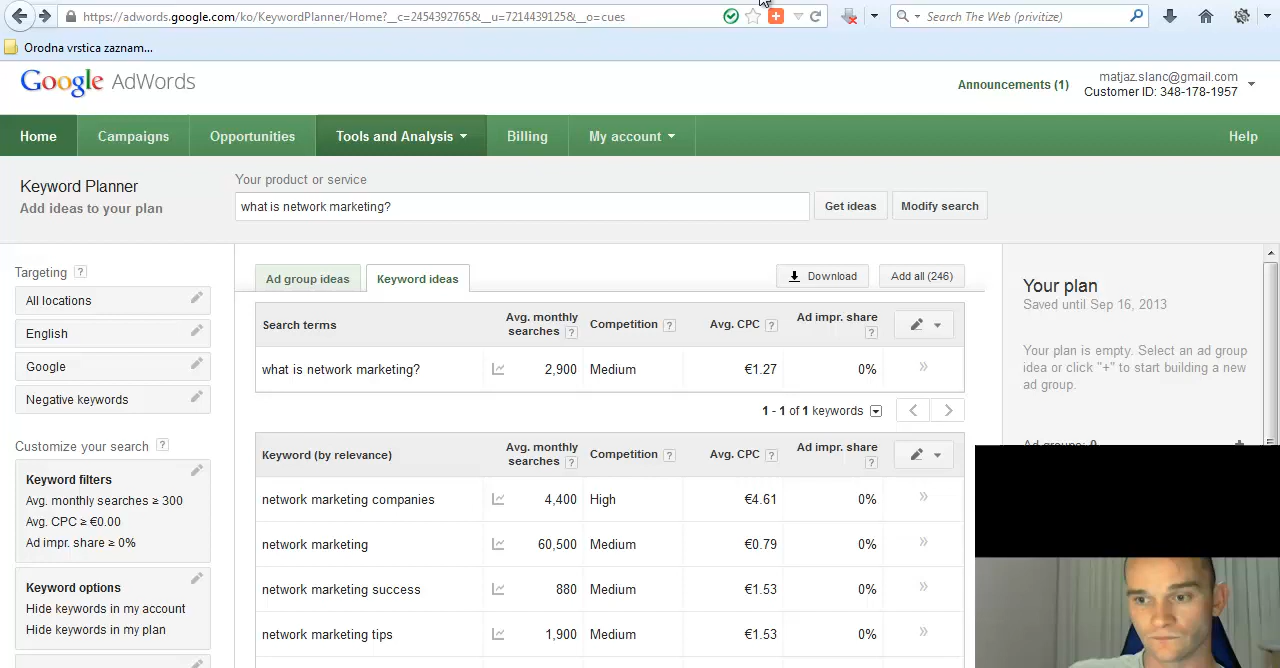 https://adwords.google.com/ko/KeywordPlanner/Home?__c=2454392765&__u=7214439125&__o=cues
Search The Web (privitize)
Orodna vrstica zaznam...
Google AdWords
Announcements (1)
matjaz.slanc@gmail.com
Customer ID: 348-178-1957
Home Campaigns Opportunities Tools and Analysis Billing My account Help
Keyword Planner
Add ideas to your plan
Your product or service
what is network marketing?
Get ideas
Modify search
Targeting ?
All locations
English
Google
Negative keywords
Customize your search ?
Keyword filters
Avg. monthly searches ≥ 300
Avg. CPC ≥ €0.00
Ad impr. share ≥ 0%
Keyword options
Hide keywords in my account
Hide keywords in my plan
Ad group ideas
Keyword ideas
Download
Add all (246)
Search terms Avg. monthly searches ? Competition ? Avg. CPC ? Ad impr. share ?
what is network marketing? 2,900 Medium €1.27 0% »
1 - 1 of 1 keywords
Keyword (by relevance) Avg. monthly searches ? Competition ? Avg. CPC ? Ad impr. share ?
network marketing companies 4,400 High €4.61 0% »
network marketing 60,500 Medium €0.79 0% »
network marketing success 880 Medium €1.53 0% »
network marketing tips 1,900 Medium €1.53 0% »
Your plan
Saved until Sep 16, 2013
Your plan is empty. Select an ad group
idea or click "+" to start building a new
ad group.
Ad groups: 0